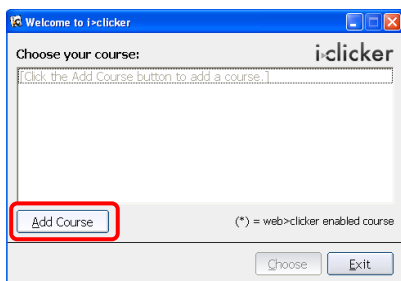 Welcome to i>clicker
Choose your course:
i>clicker
[Click the Add Course button to add a course.]
Add Course
(*) = web>clicker enabled course
Choose
Exit